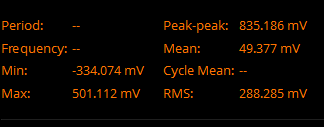 Period: -- Peak-peak: 835.186 mV
Frequency: -- Mean: 49.377 mV
Min: -334.074 mV Cycle Mean: --
Max: 501.112 mV RMS: 288.285 mV